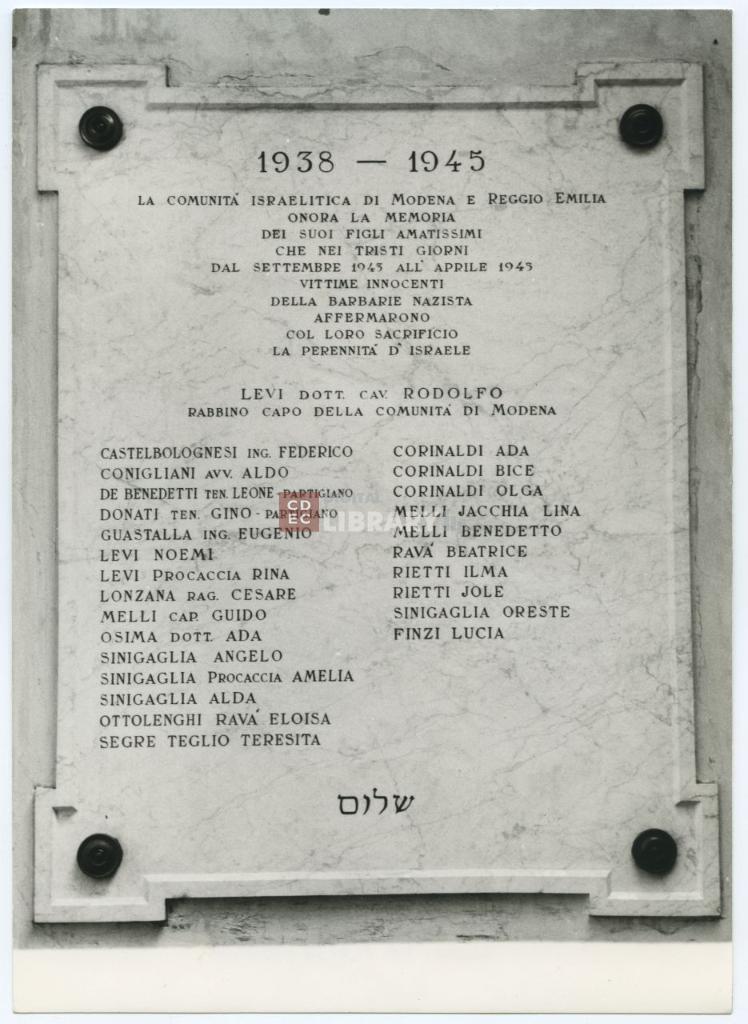 1938 — 1945
LA COMUNITÀ ISRAELITICA DI MODENA E REGGIO EMILIA
ONORA LA MEMORIA
DEI SUOI FIGLI AMATISSIMI
CHE NEI TRISTI GIORNI
DAL SETTEMBRE 1943 ALL'APRILE 1945
VITTIME INNOCENTI
DELLA BARBARIE NAZISTA
AFFERMARONO
COL LORO SACRIFICIO
LA PERENNITÀ D'ISRAELE
LEVI DOTT. CAV. RODOLFO
RABBINO CAPO DELLA COMUNITÀ DI MODENA
CASTELBOLOGNESI ING. FEDERICO
CONIGLIANI AVV. ALDO
DE BENEDETTI TEN. LEONE - PARTIGIANO
DONATI TEN. GINO - PARTIGIANO
GUASTALLA ING. EUGENIO
LEVI NOEMI
LEVI PROCACCIA RINA
LONZANA RAG. CESARE
MELLI CAP. GUIDO
OSIMA DOTT. ADA
SINIGAGLIA ANGELO
SINIGAGLIA PROCACCIA AMELIA
SINIGAGLIA ALDA
OTTOLENGHI RAVÀ ELOISA
SEGRE TEGLIO TERESITA
CORINALDI ADA
CORINALDI BICE
CORINALDI OLGA
MELLI JACCHIA LINA
MELLI BENEDETTO
RAVÀ BEATRICE
RIETTI ILMA
RIETTI JOLE
SINIGAGLIA ORESTE
FINZI LUCIA
שלום
CD
EC
DIGITAL
LIBRARY